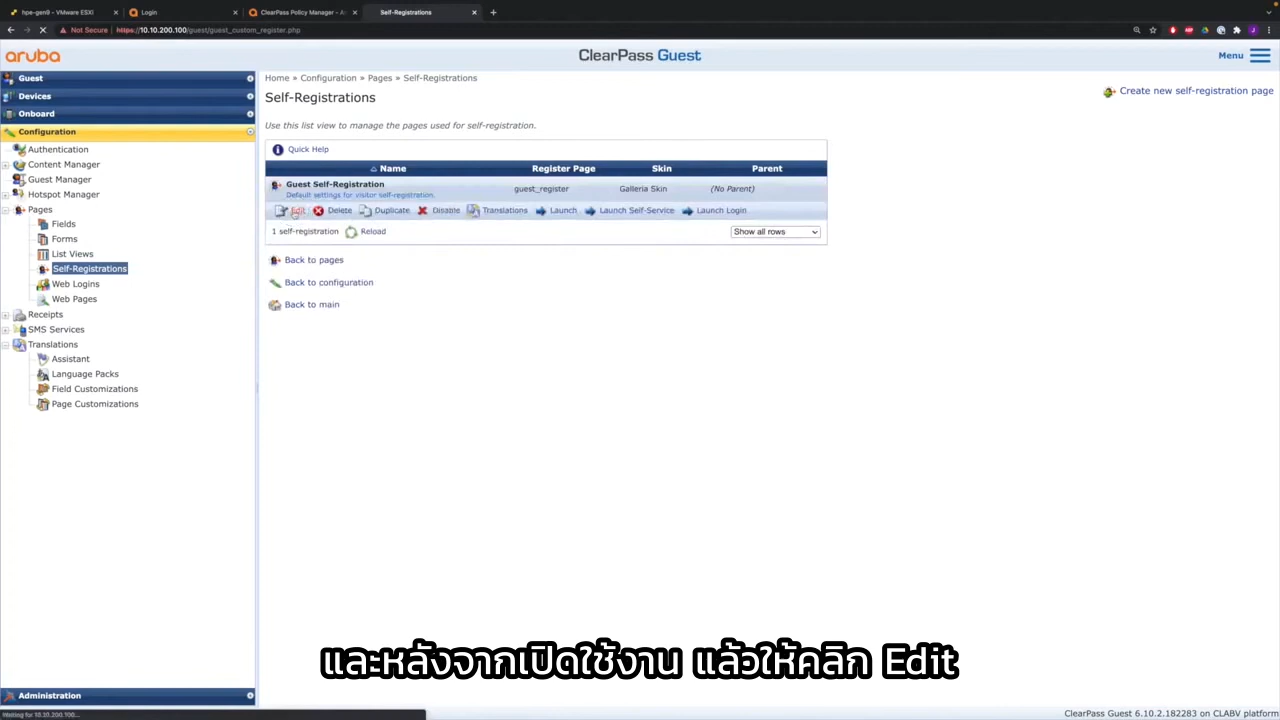 hpe-gen9 - VMware ESXi
Login
ClearPass Policy Manager - A
Self-Registrations
Not Secure https://10.10.200.100/guest/guest_custom_register.php
aruba
ClearPass Guest
Menu
Guest
Devices
Onboard
Configuration
Authentication
Content Manager
Guest Manager
Hotspot Manager
Pages
Fields
Forms
List Views
Self-Registrations
Web Logins
Web Pages
Receipts
SMS Services
Translations
Assistant
Language Packs
Field Customizations
Page Customizations
Administration
Home » Configuration » Pages » Self-Registrations
Self-Registrations
Create new self-registration page
Use this list view to manage the pages used for self-registration.
Quick Help
Name Register Page Skin Parent
Guest Self-Registration
Default settings for visitor self-registration.
guest_register Galleria Skin (No Parent)
Edit Delete Duplicate Disable Translations Launch Launch Self-Service Launch Login
1 self-registration Reload Show all rows
Back to pages
Back to configuration
Back to main
และหลังจากเปิดใช้งาน แล้วให้คลิก Edit
Waiting for 10.10.200.100...
ClearPass Guest 6.10.2.182283 on CLABV platform